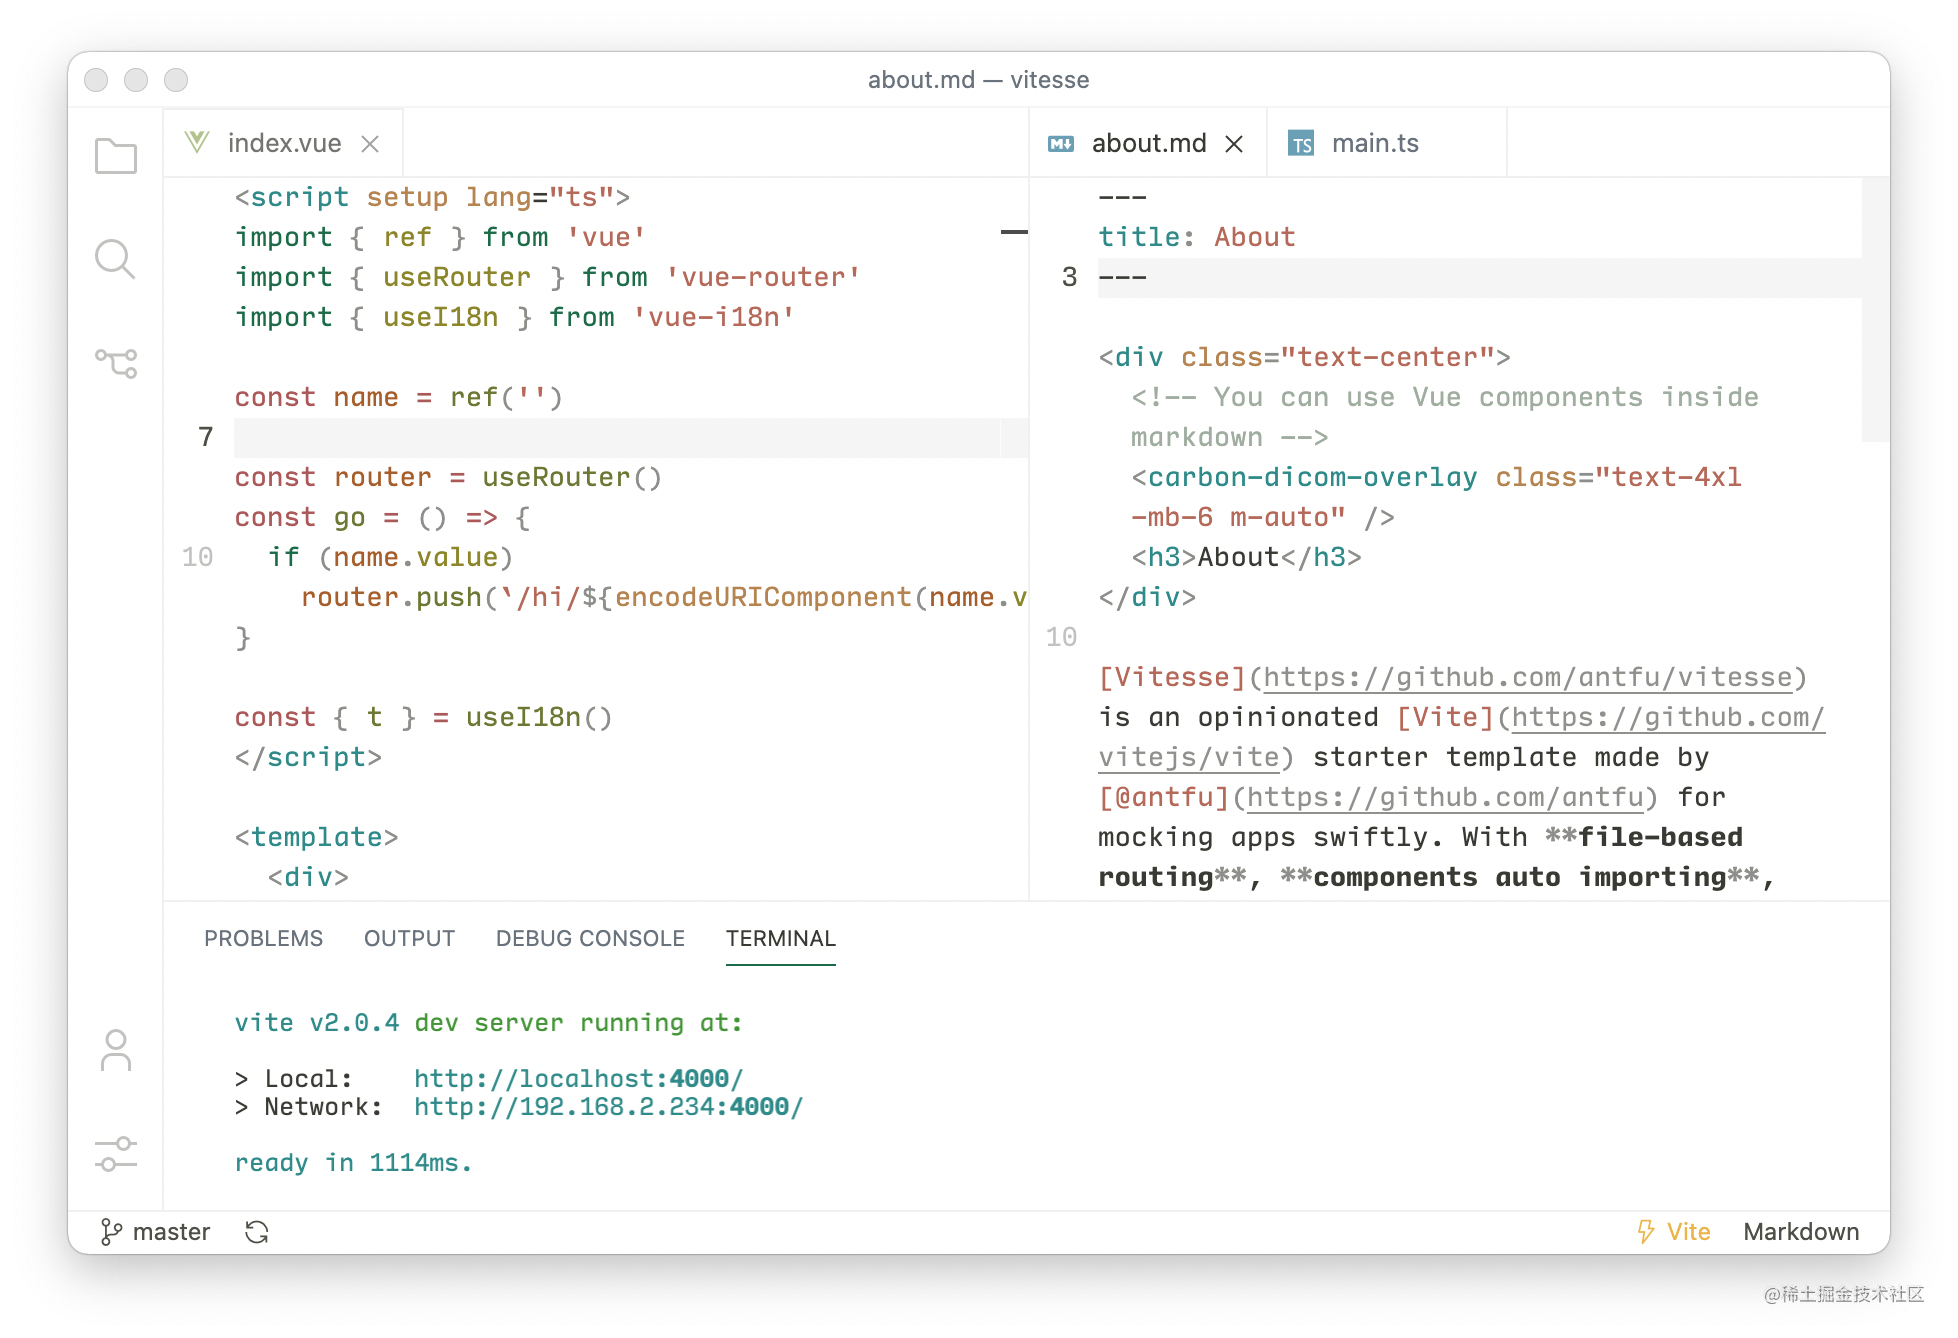 about.md — vitesse
index.vue
<script setup lang="ts">
import { ref } from 'vue'
import { useRouter } from 'vue-router'
import { useI18n } from 'vue-i18n'
const name = ref('')
7
const router = useRouter()
const go = () => {
10 if (name.value)
router.push(`/hi/${encodeURIComponent(name.v
}
const { t } = useI18n()
</script>
<template>
<div>
about.md
TS main.ts
---
title: About
3 ---
<div class="text-center">
<!-- You can use Vue components inside
markdown -->
<carbon-dicom-overlay class="text-4xl
-mb-6 m-auto" />
<h3>About</h3>
</div>
10
[Vitesse](https://github.com/antfu/vitesse)
is an opinionated [Vite](https://github.com/
vitejs/vite) starter template made by
[@antfu](https://github.com/antfu) for
mocking apps swiftly. With **file-based
routing**, **components auto importing**,
PROBLEMS OUTPUT DEBUG CONSOLE TERMINAL
vite v2.0.4 dev server running at:
> Local: http://localhost:4000/
> Network: http://192.168.2.234:4000/
ready in 1114ms.
master
Vite Markdown
@稀土掘金技术社区